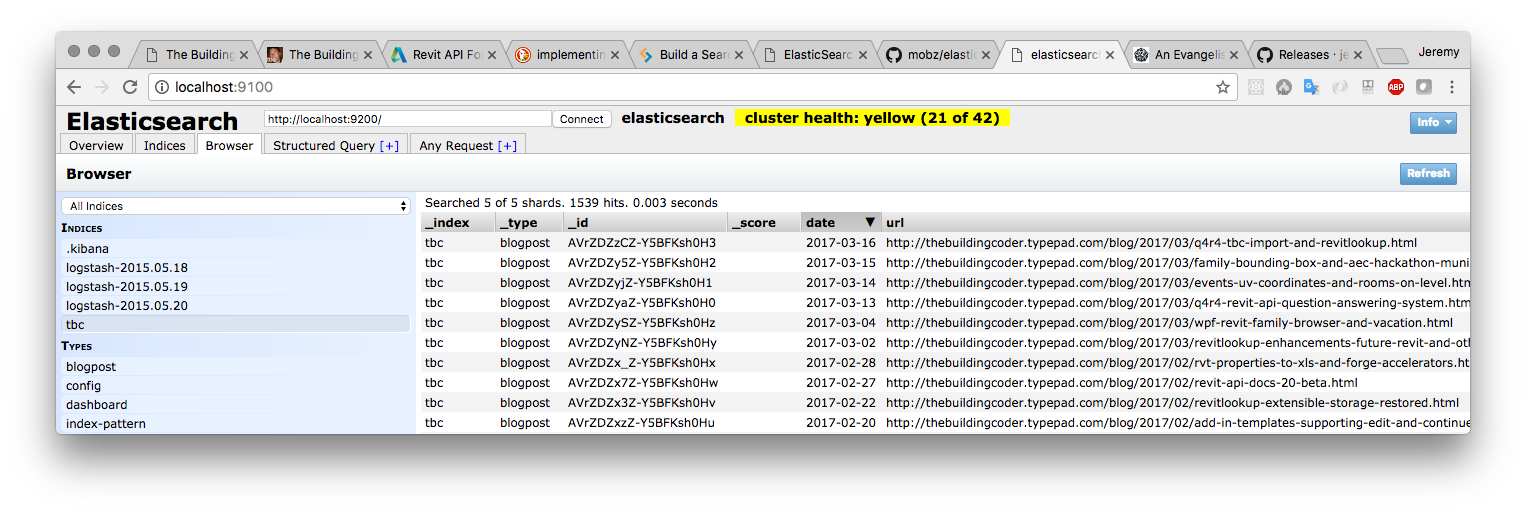 The Building The Building Revit API Fo implementin Build a Sear ElasticSearc mobz/elastic elasticsearch An Evangelis Releases · je Jeremy
localhost:9100 ABP
Elasticsearch http://localhost:9200/ Connect elasticsearch cluster health: yellow (21 of 42) Info
Overview Indices Browser Structured Query [+] Any Request [+]
Browser Refresh
All Indices
Searched 5 of 5 shards. 1539 hits. 0.003 seconds
Indices
.kibana
logstash-2015.05.18
logstash-2015.05.19
logstash-2015.05.20
tbc
Types
blogpost
config
dashboard
index-pattern
_index _type _id _score date ▼ url
tbc blogpost AVrZDZzCZ-Y5BFKsh0H3 2017-03-16 http://thebuildingcoder.typepad.com/blog/2017/03/q4r4-tbc-import-and-revitlookup.html
tbc blogpost AVrZDZy5Z-Y5BFKsh0H2 2017-03-15 http://thebuildingcoder.typepad.com/blog/2017/03/family-bounding-box-and-aec-hackathon-muni
tbc blogpost AVrZDZyjZ-Y5BFKsh0H1 2017-03-14 http://thebuildingcoder.typepad.com/blog/2017/03/events-uv-coordinates-and-rooms-on-level.htm
tbc blogpost AVrZDZyaZ-Y5BFKsh0H0 2017-03-13 http://thebuildingcoder.typepad.com/blog/2017/03/q4r4-revit-api-question-answering-system.htm
tbc blogpost AVrZDZySZ-Y5BFKsh0Hz 2017-03-04 http://thebuildingcoder.typepad.com/blog/2017/03/wpf-revit-family-browser-and-vacation.html
tbc blogpost AVrZDZyNZ-Y5BFKsh0Hy 2017-03-02 http://thebuildingcoder.typepad.com/blog/2017/03/revitlookup-enhancements-future-revit-and-oth
tbc blogpost AVrZDZx_Z-Y5BFKsh0Hx 2017-02-28 http://thebuildingcoder.typepad.com/blog/2017/02/rvt-properties-to-xls-and-forge-accelerators.ht
tbc blogpost AVrZDZx7Z-Y5BFKsh0Hw 2017-02-27 http://thebuildingcoder.typepad.com/blog/2017/02/revit-api-docs-20-beta.html
tbc blogpost AVrZDZx3Z-Y5BFKsh0Hv 2017-02-22 http://thebuildingcoder.typepad.com/blog/2017/02/revitlookup-extensible-storage-restored.html
tbc blogpost AVrZDZxzZ-Y5BFKsh0Hu 2017-02-20 http://thebuildingcoder.typepad.com/blog/2017/02/add-in-templates-supporting-edit-and-continue